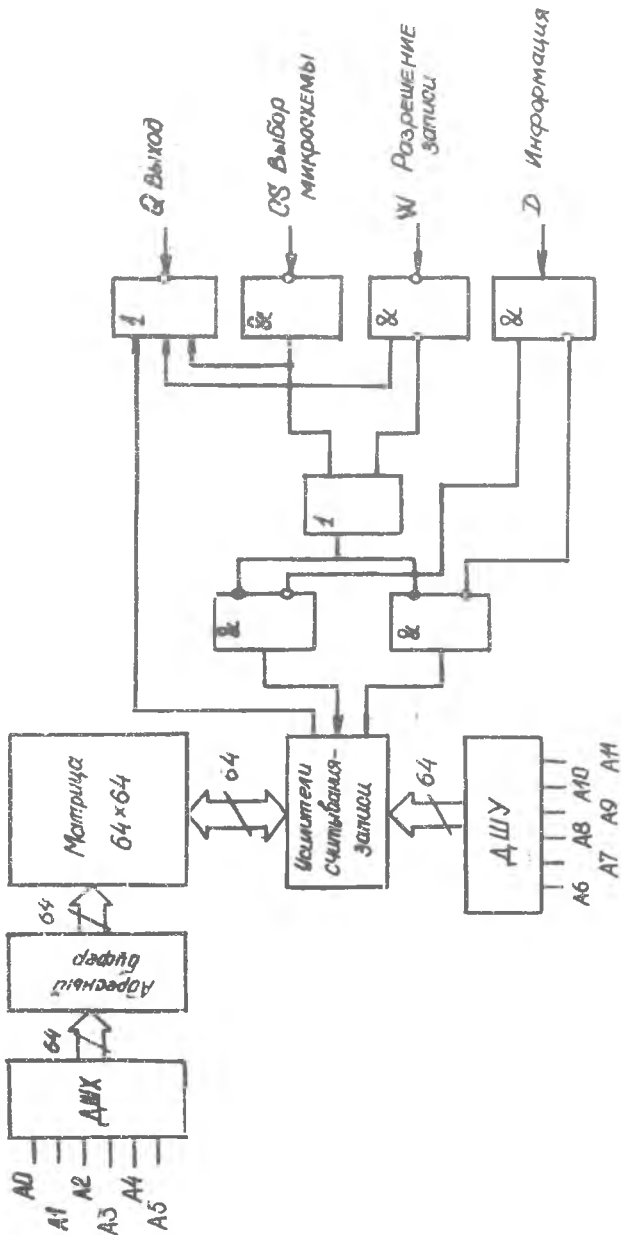 A0
A1
A2
A3
A4
A5
ДШХ
64
Адресный
буфер
64
Матрица
64×64
64
Усилители
считывания-
записи
64
ДШУ
A6
A7
A8
A9
A10
A11
&
&
1
1
&
&
&
Q Выход
CS Выбор
микросхемы
W Разрешение
записи
D Информация